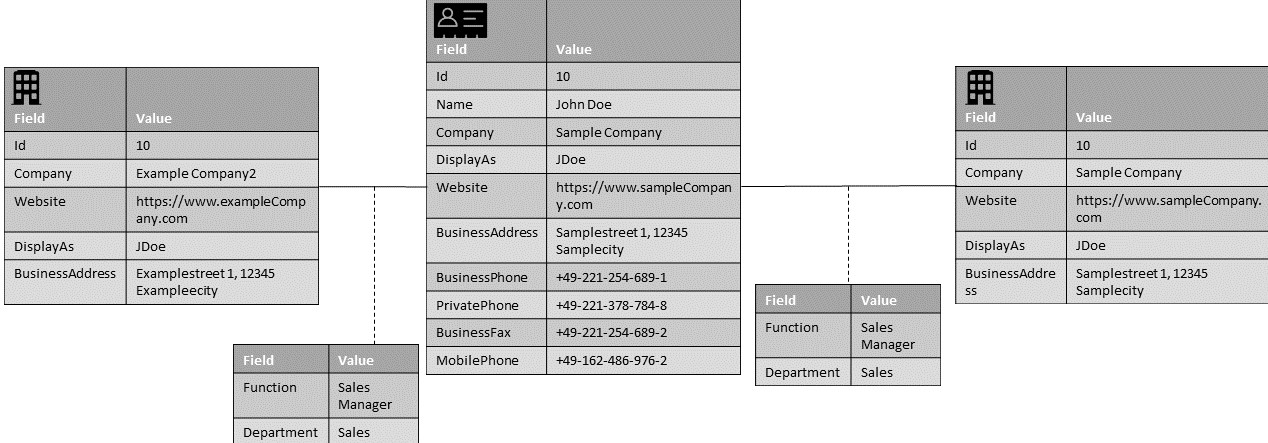 Field Value
Id 10
Company Example Company2
Website https://www.exampleComp
any.com
DisplayAs JDoe
BusinessAddress Examplestreet 1, 12345
Exampleecity
Field Value
Function Sales
Manager
Department Sales
Field Value
Id 10
Name John Doe
Company Sample Company
DisplayAs JDoe
Website https://www.sampleCompan
y.com
BusinessAddress Samplestreet 1, 12345
Samplecity
BusinessPhone +49-221-254-689-1
PrivatePhone +49-221-378-784-8
BusinessFax +49-221-254-689-2
MobilePhone +49-162-486-976-2
Field Value
Function Sales
Manager
Department Sales
Field Value
Id 10
Company Sample Company
Website https://www.sampleCompany.
com
DisplayAs JDoe
BusinessAddre Samplestreet 1, 12345
ss Samplecity